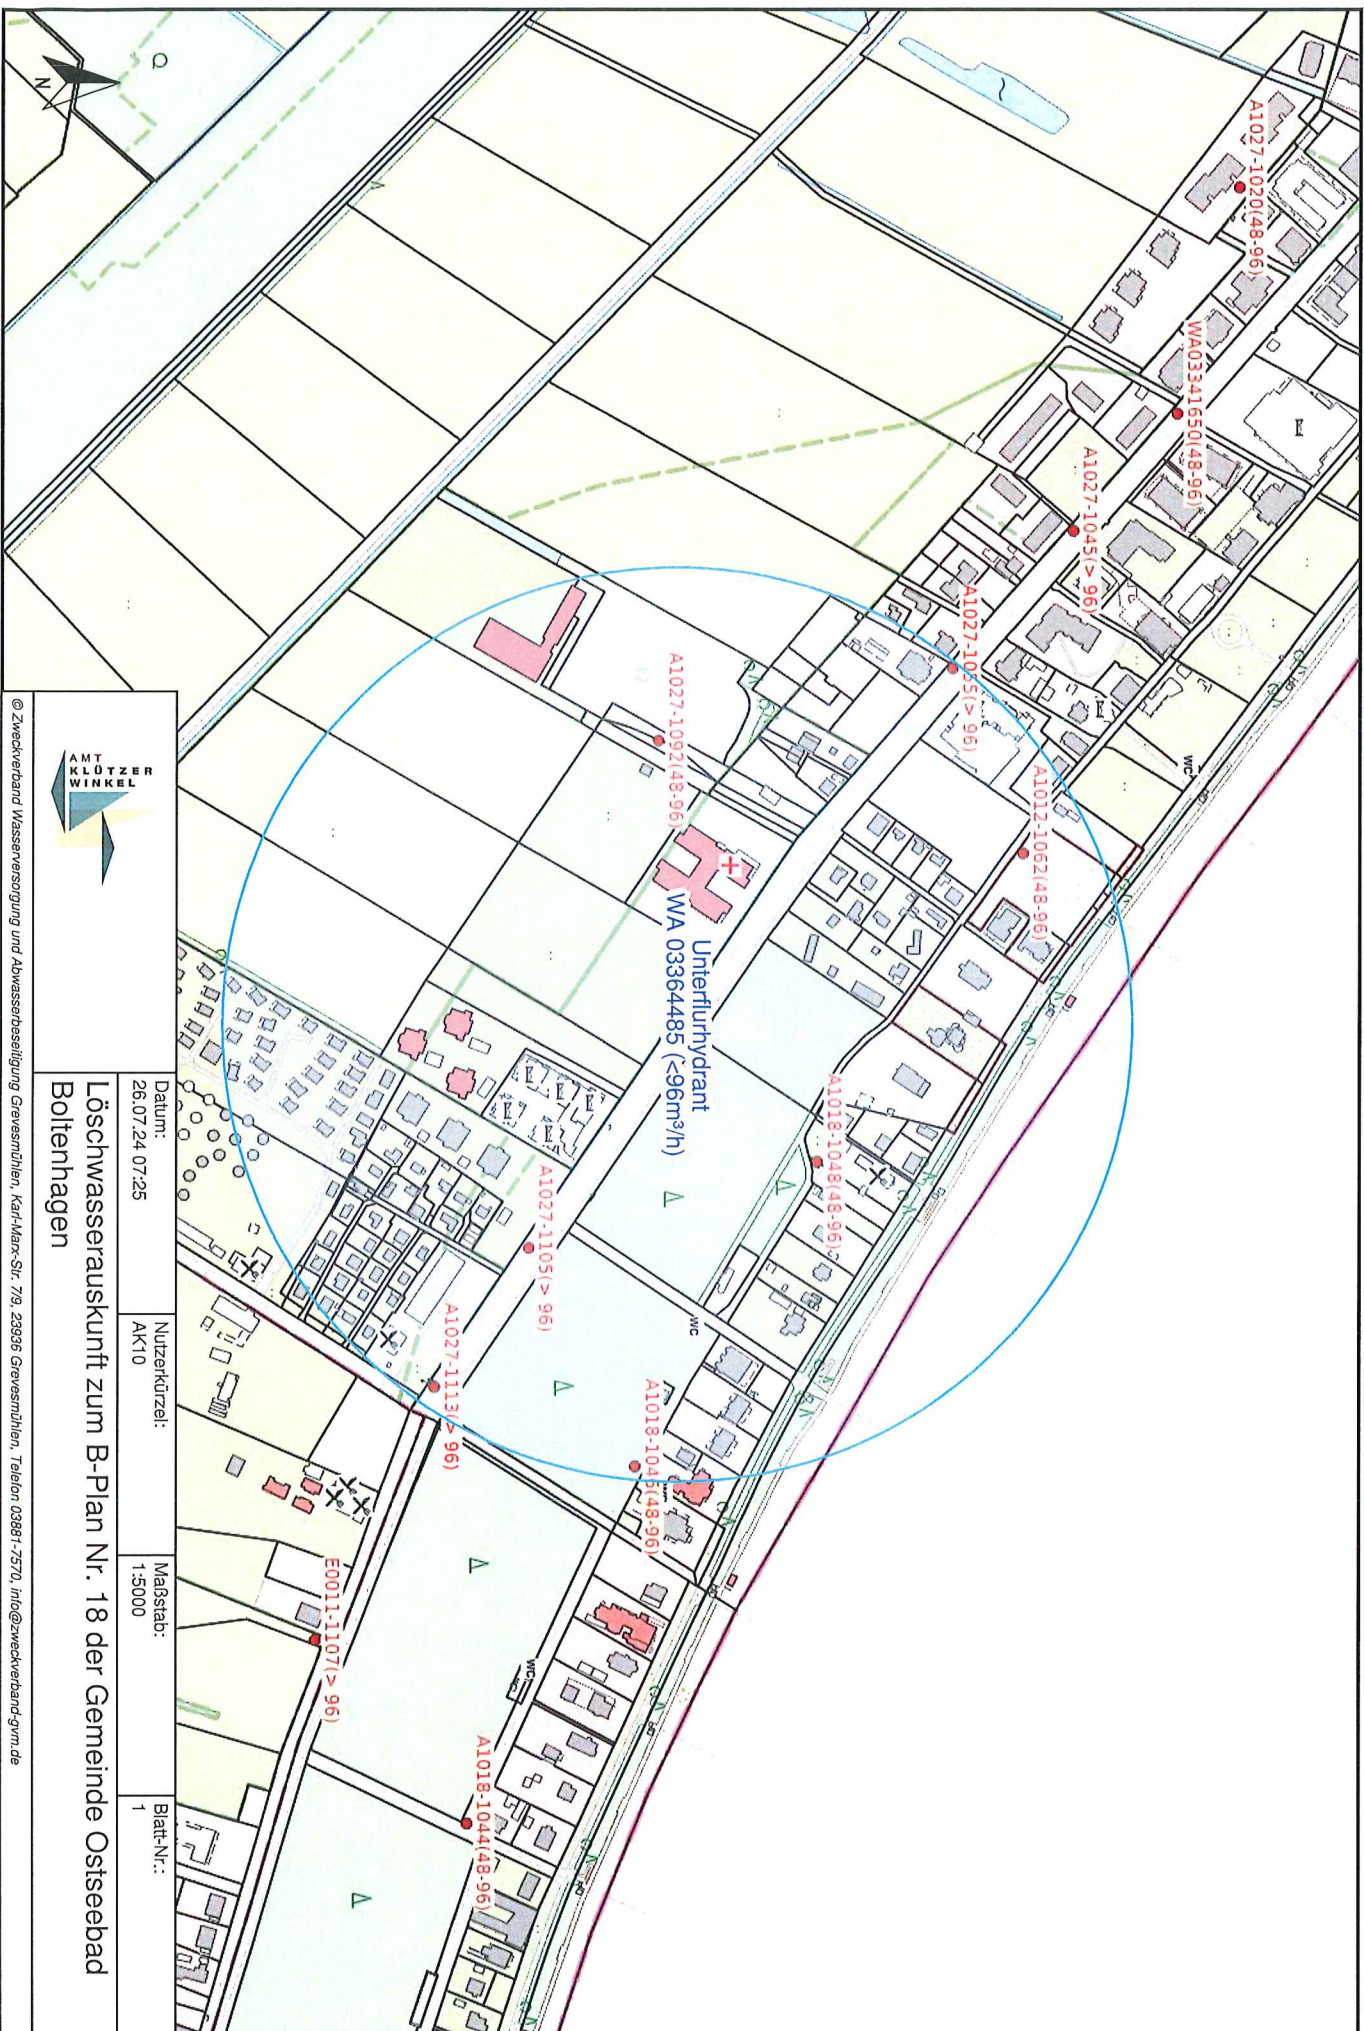 A1027-1020(48-96)
WA03341650(48-96)
A1027-1045(> 96)
A1027-1055(> 96)
WC
A1012-1062(48-96)
A1027-1092(48-96)
Unterflurhydrant
WA 03364485 (<96m³/h)
A1018-1048(48-96)
A1027-1105(> 96)
WC
A1027-1113(> 96)
A1018-1046(48-96)
E0011-1107(> 96)
WC
A1018-1044(48-96)
N
AMT
KLÜTZER
WINKEL
Datum:
26.07.24 07:25
Nutzerkürzel:
AK10
Maßstab:
1:5000
Blatt-Nr.:
1
Löschwasserauskunft zum B-Plan Nr. 18 der Gemeinde Ostseebad
Boltenhagen
© Zweckverband Wasserversorgung und Abwasserbeseitigung Grevesmühlen, Karl-Marx-Str. 7/9, 23936 Grevesmühlen, Telefon 03881-7570, info@zweckverband-gvm.de